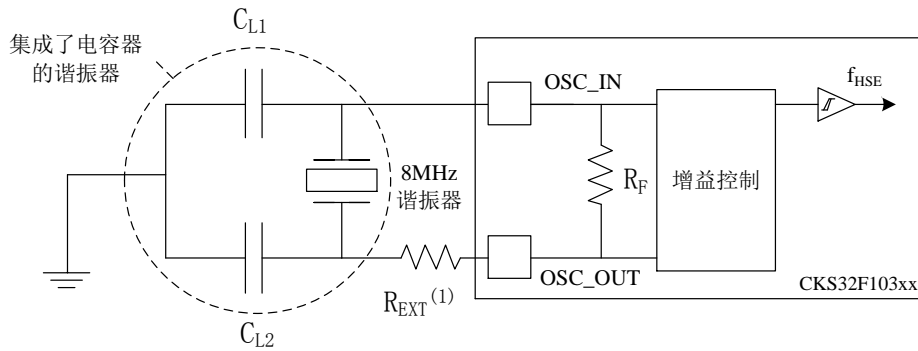 C_L1
集成了电容器
的谐振器
OSC_IN
f_HSE
8MHz
谐振器
R_F
增益控制
OSC_OUT
R_EXT(1)
CKS32F103xx
C_L2